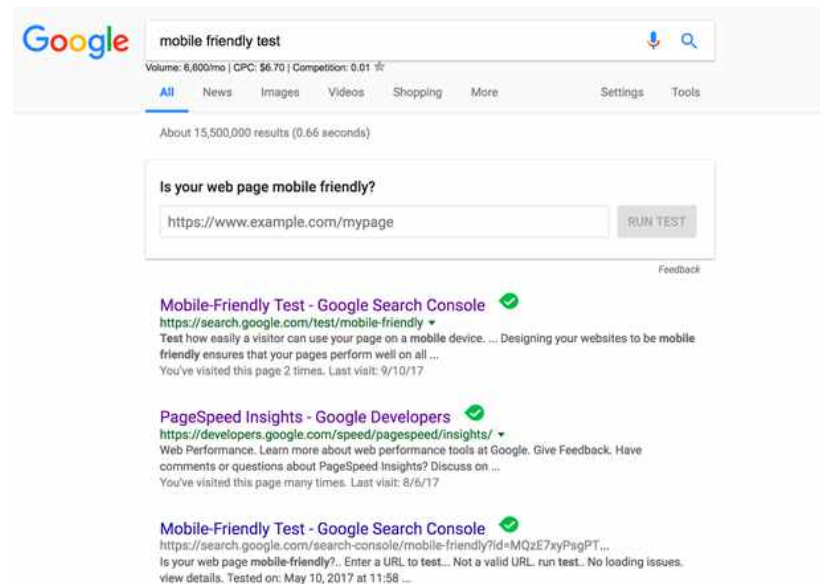 Google
mobile friendly test
Volume: 6,600/mo | CPC: $6.70 | Competition: 0.01
All News Images Videos Shopping More Settings Tools
About 15,500,000 results (0.66 seconds)
Is your web page mobile friendly?
https://www.example.com/mypage RUN TEST
Feedback
Mobile-Friendly Test - Google Search Console
https://search.google.com/test/mobile-friendly
Test how easily a visitor can use your page on a mobile device. ... Designing your websites to be mobile
friendly ensures that your pages perform well on all ...
You've visited this page 2 times. Last visit: 9/10/17
PageSpeed Insights - Google Developers
https://developers.google.com/speed/pagespeed/insights/
Web Performance. Learn more about web performance tools at Google. Give Feedback. Have
comments or questions about PageSpeed Insights? Discuss on ...
You've visited this page many times. Last visit: 8/6/17
Mobile-Friendly Test - Google Search Console
https://search.google.com/search-console/mobile-friendly?id=MQzE7xyPsgPT...
Is your web page mobile-friendly?.. Enter a URL to test... Not a valid URL. run test.. No loading issues.
view details. Tested on: May 10, 2017 at 11:58 ...